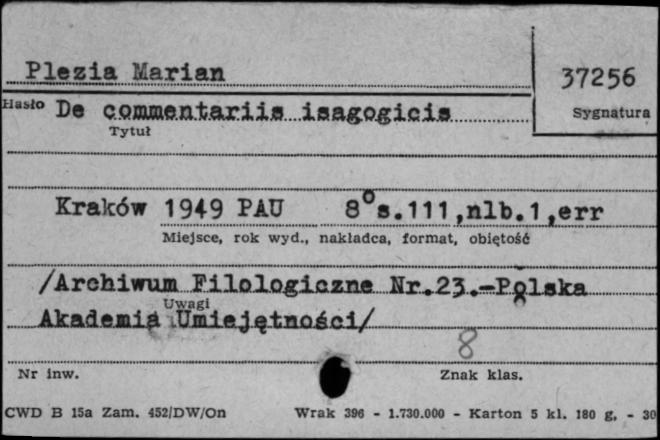 Plezia Marian
37256
Hasło De commentariis isagogicis
Sygnatura
Tytuł
Kraków 1949 PAU 8° s.111,nlb.1,err
Miejsce, rok wyd., nakładca, format, objętość
/Archiwum Filologiczne Nr.23.-Polska
Uwagi
Akademia Umiejętności/
8
Nr inw.
Znak klas.
CWD B 15a Zam. 452/DW/On Wrak 396 - 1.730.000 - Karton 5 kl. 180 g. - 30